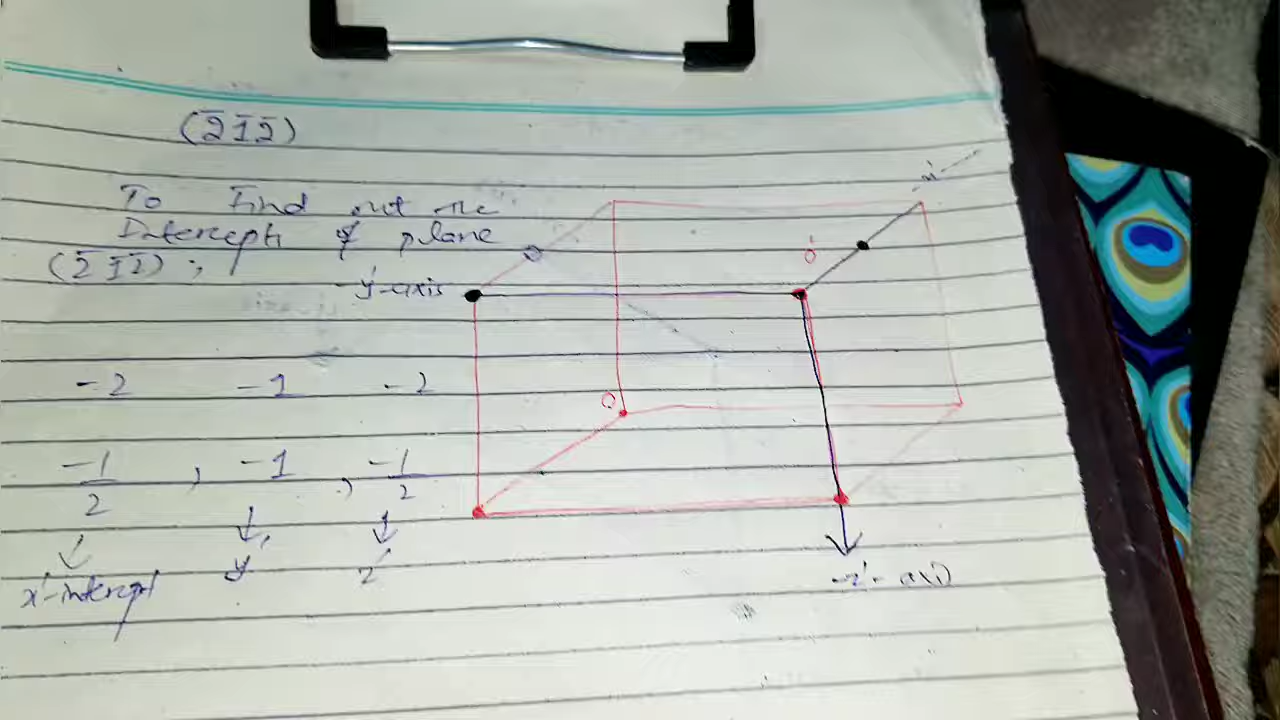 (2̄ 1̄ 2̄)
To Find out the
Intercepts of plane
(2̄ 1̄ 2̄) ;
-2 -1 -2
-1/2 , -1 , -1/2
x'-intercept y' z'
-y'-axis
O'
-x'
O
-z'-axis